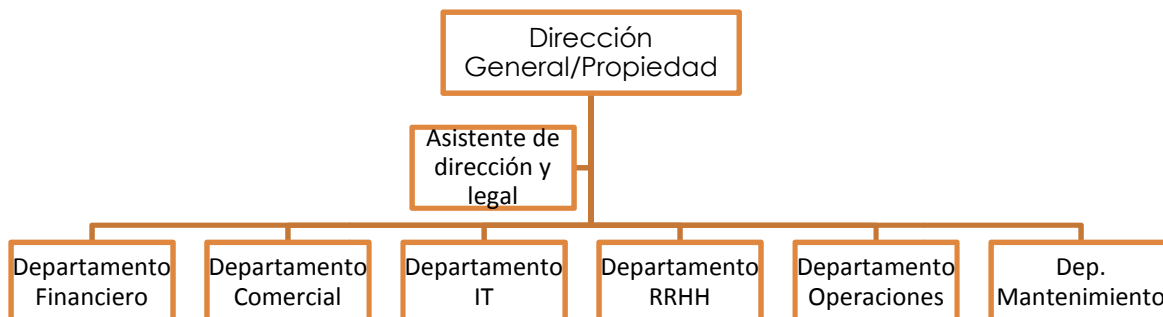 Dirección
General/Propiedad
Asistente de
dirección y
legal
Departamento
Financiero
Departamento
Comercial
Departamento
IT
Departamento
RRHH
Departamento
Operaciones
Dep.
Mantenimiento